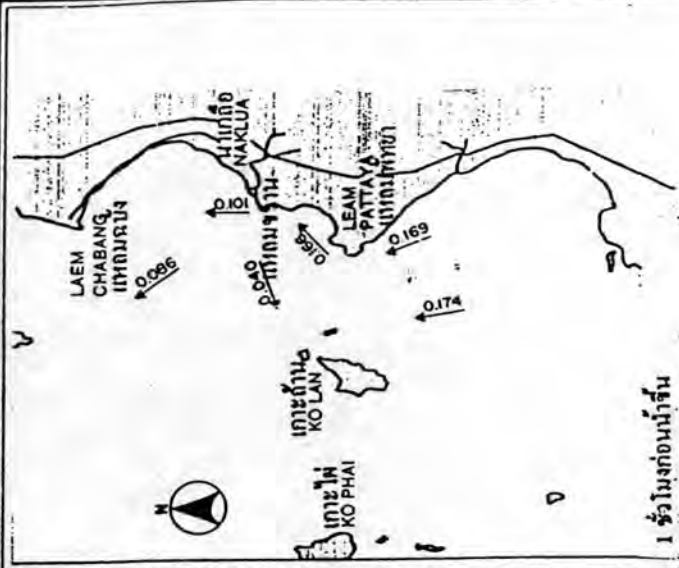 N
LAEM
CHABANG
แหลมฉบัง
0.086
0.101
นาเกลือ
NAKLUA
0.040
LEAM
PATTAYA
แหลมพัทยา
0.169
0.174
เกาะล้าน
KO LAN
เกาะไผ่
KO PHAI
1 ชั่วโมงก่อนน้ำขึ้น